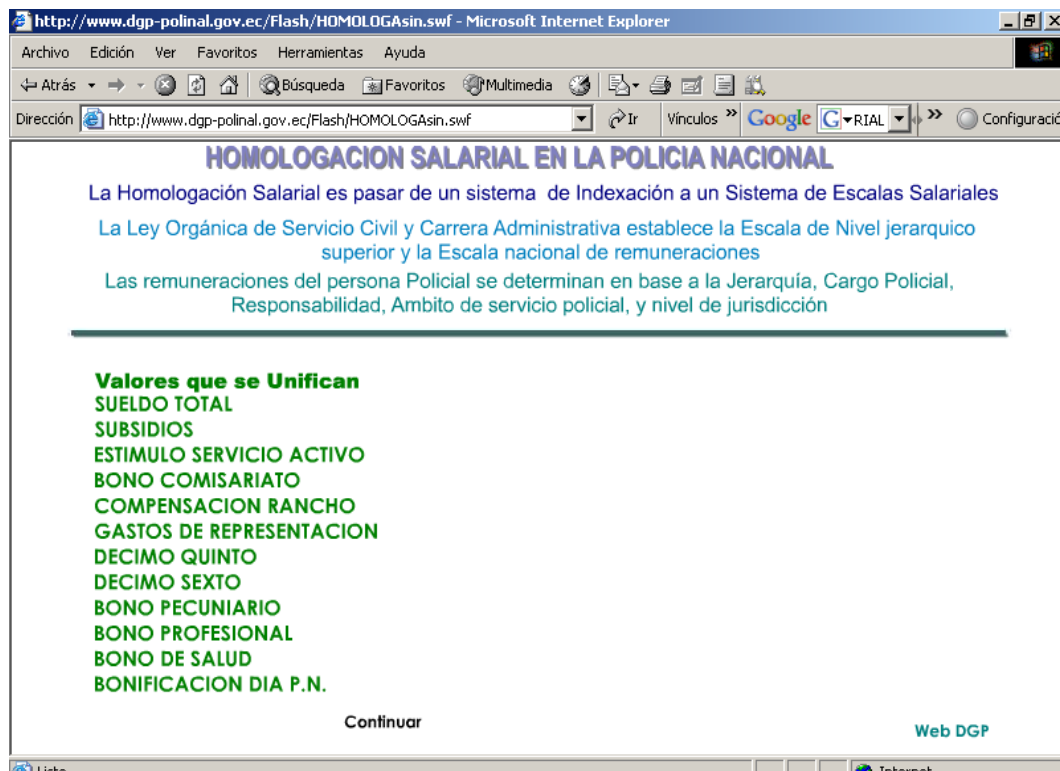 http://www.dgp-polinal.gov.ec/Flash/HOMOLOGAsin.swf - Microsoft Internet Explorer
Archivo Edición Ver Favoritos Herramientas Ayuda
Atrás Búsqueda Favoritos Multimedia
Dirección http://www.dgp-polinal.gov.ec/Flash/HOMOLOGAsin.swf Ir Vínculos » Google G RIAL » Configuració
HOMOLOGACION SALARIAL EN LA POLICIA NACIONAL
La Homologación Salarial es pasar de un sistema de Indexación a un Sistema de Escalas Salariales
La Ley Orgánica de Servicio Civil y Carrera Administrativa establece la Escala de Nivel jerarquico
superior y la Escala nacional de remuneraciones
Las remuneraciones del persona Policial se determinan en base a la Jerarquía, Cargo Policial,
Responsabilidad, Ambito de servicio policial, y nivel de jurisdicción
Valores que se Unifican
SUELDO TOTAL
SUBSIDIOS
ESTIMULO SERVICIO ACTIVO
BONO COMISARIATO
COMPENSACION RANCHO
GASTOS DE REPRESENTACION
DECIMO QUINTO
DECIMO SEXTO
BONO PECUNIARIO
BONO PROFESIONAL
BONO DE SALUD
BONIFICACION DIA P.N.
Continuar
Web DGP
Listo Internet